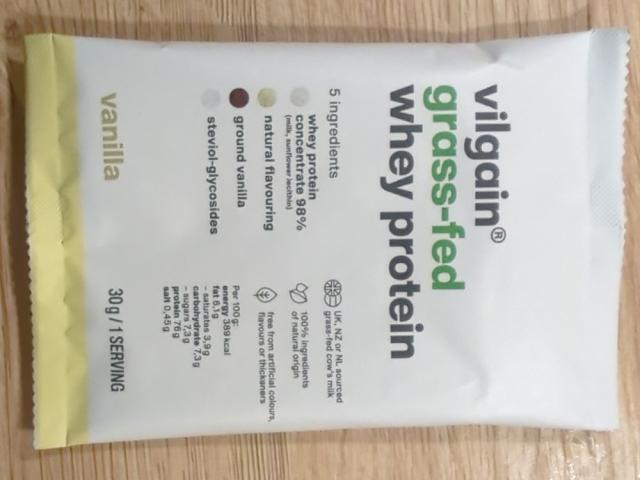 vilgain®
grass-fed
whey protein
5 ingredients
whey protein
concentrate 98%
(milk, sunflower lecithin)
natural flavouring
ground vanilla
steviol-glycosides
UK, NZ or NL sourced
grass-fed cow's milk
100% ingredients
of natural origin
free from artificial colours,
flavours or thickeners
Per 100g:
energy 389 kcal
fat 6,1g
- saturates 3,9g
carbohydrate 7,3g
- sugars 7,3g
protein 76g
salt 0,45g
vanilla
30g / 1 SERVING